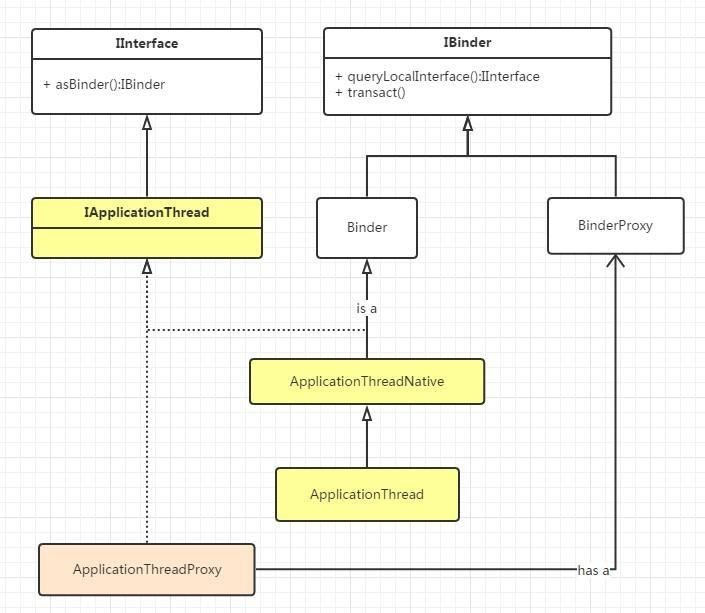 IInterface
+ asBinder():IBinder
IBinder
+ queryLocalInterface():IInterface
+ transact()
IApplicationThread
Binder
BinderProxy
is a
ApplicationThreadNative
ApplicationThread
ApplicationThreadProxy
has a